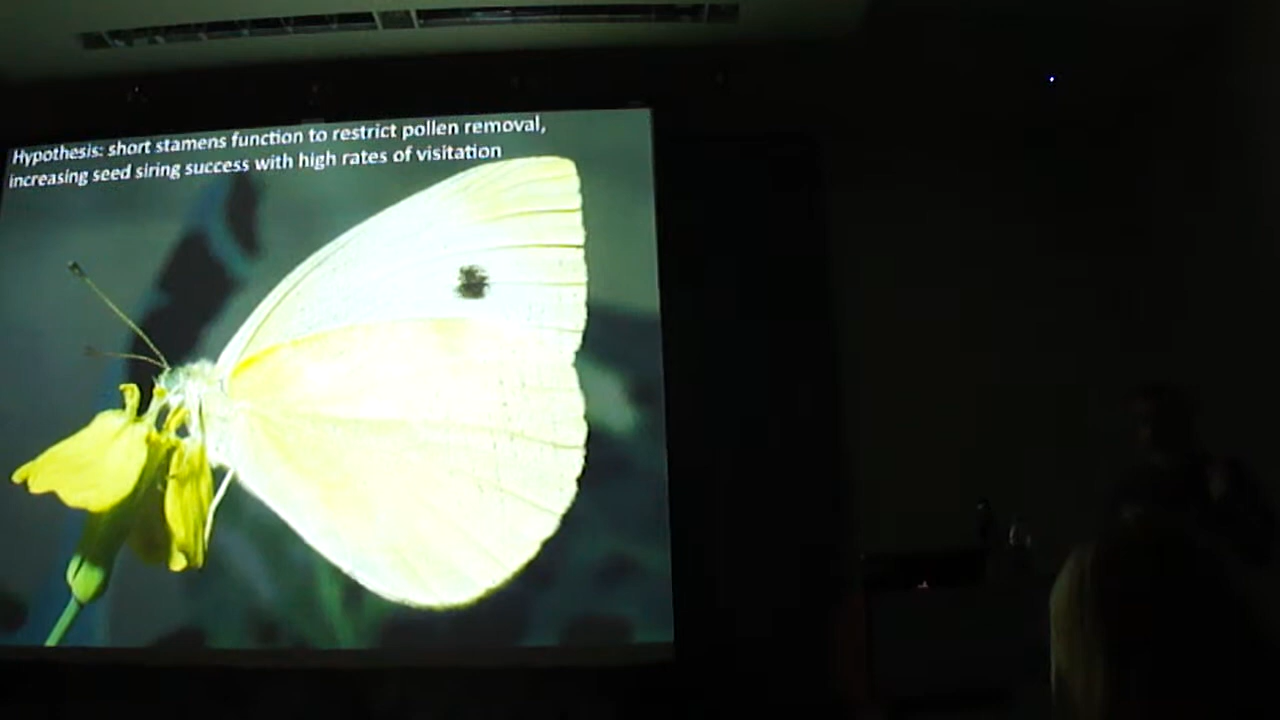 Hypothesis: short stamens function to restrict pollen removal,
increasing seed siring success with high rates of visitation